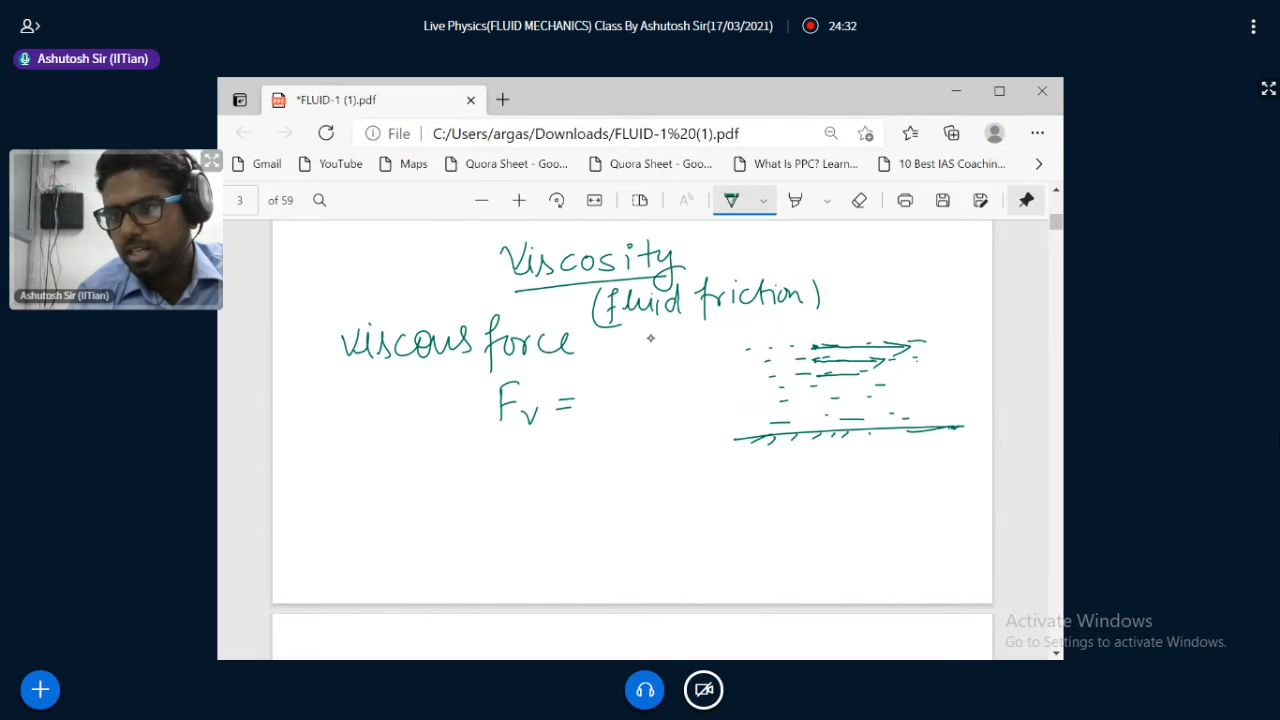 Live Physics(FLUID MECHANICS) Class By Ashutosh Sir(17/03/2021)
24:32
Ashutosh Sir (IITian)
*FLUID-1 (1).pdf
File
C:/Users/argas/Downloads/FLUID-1%20(1).pdf
Gmail
YouTube
Maps
Quora Sheet - Goo...
Quora Sheet - Goo...
What Is PPC? Learn...
10 Best IAS Coachin...
3
of 59
Viscosity
(fluid friction)
viscous force
Fv =
Ashutosh Sir (IITian)
Activate Windows
Go to Settings to activate Windows.